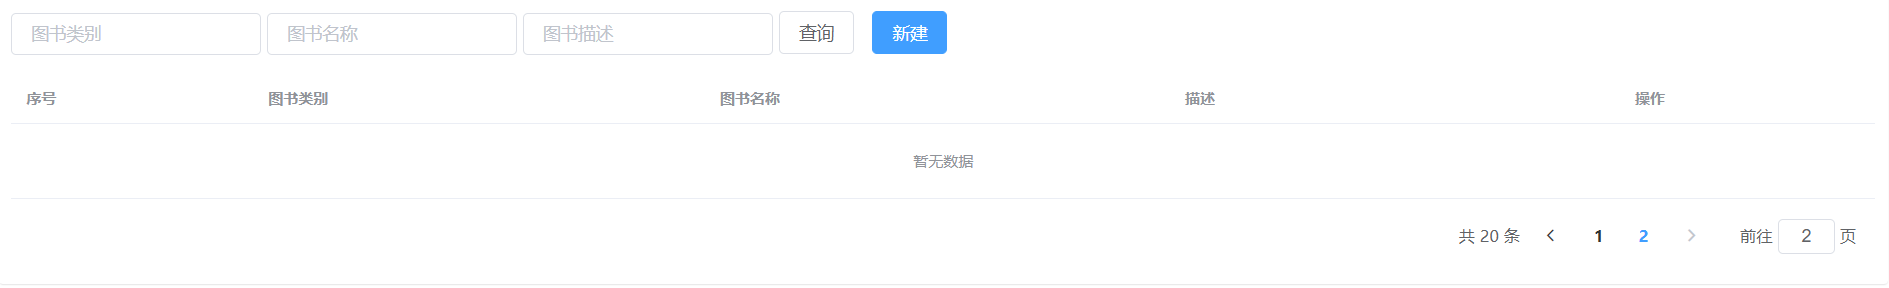 图书类别 图书名称 图书描述 查询 新建
序号 图书类别 图书名称 描述 操作
暂无数据
共 20 条 1 2 前往 2 页